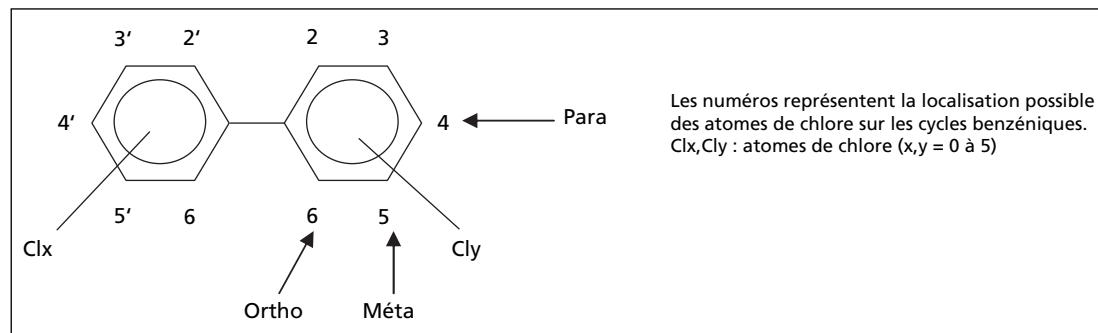 3' 2' 2 3
4' 4 Para
5' 6 6 5
Clx Cly
Ortho Méta
Les numéros représentent la localisation possible
des atomes de chlore sur les cycles benzéniques.
Clx,Cly : atomes de chlore (x,y = 0 à 5)